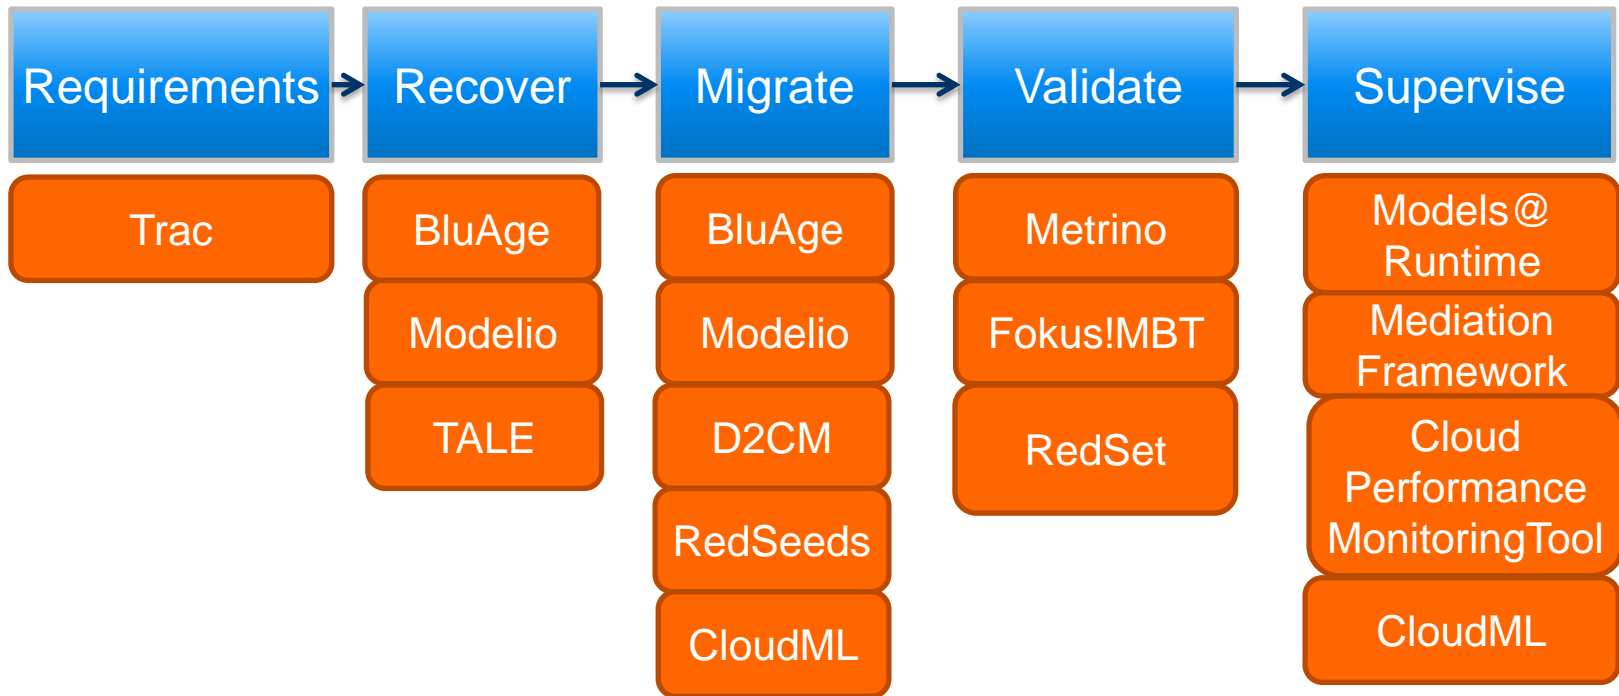 Requirements
Recover
Migrate
Validate
Supervise
Trac
BluAge
Modelio
TALE
BluAge
Modelio
D2CM
RedSeeds
CloudML
Metrino
Fokus!MBT
RedSet
Models@
Runtime
Mediation
Framework
Cloud
Performance
MonitoringTool
CloudML